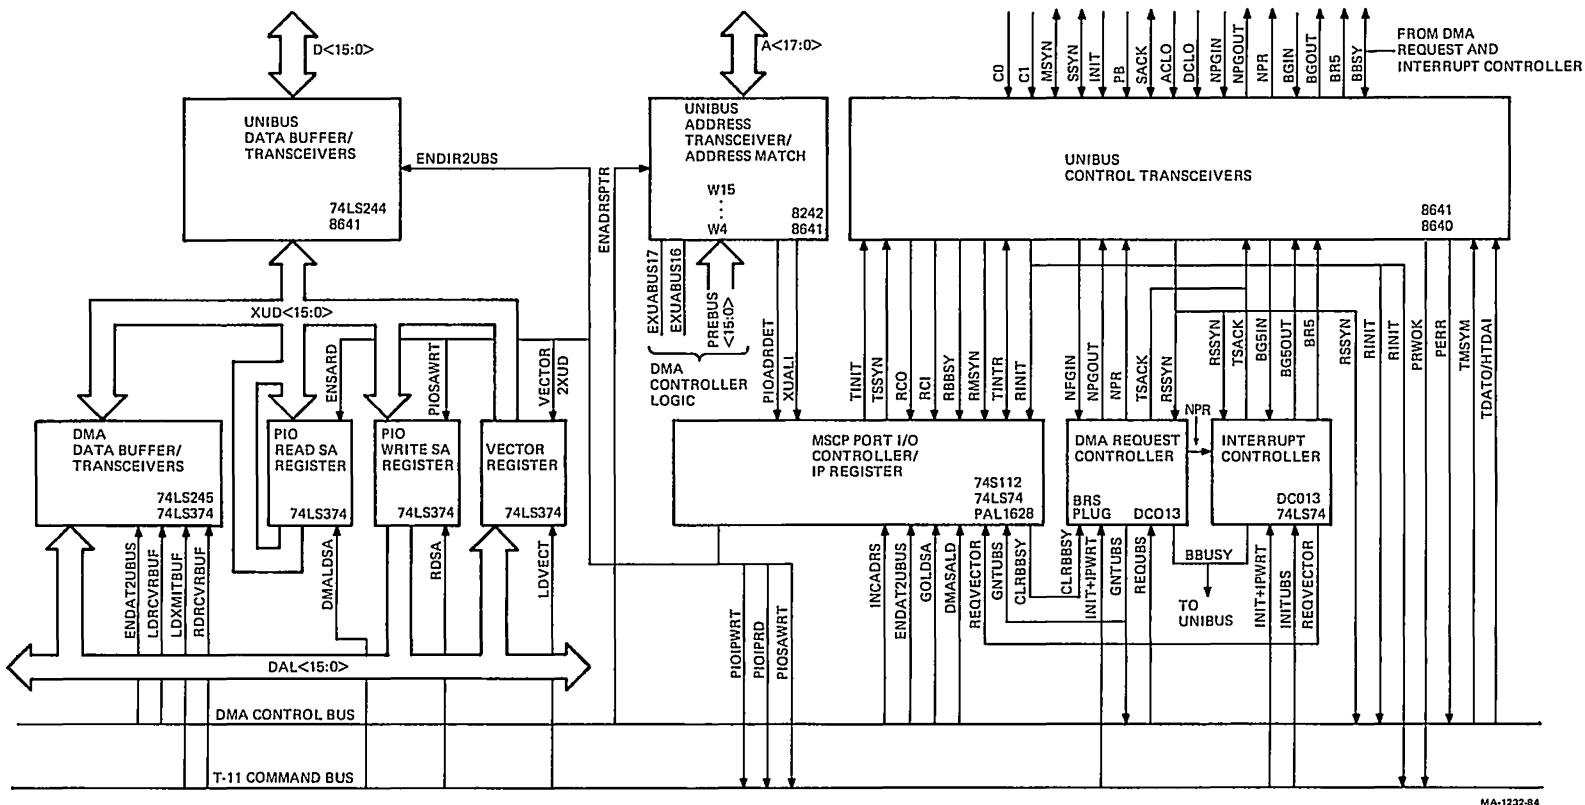 D<15:0>
A<17:0>
C0
C1
MSYN
SSYN
INIT
PB
SACK
ACLO
DCLO
NPGIN
NPGOUT
NPR
BGIN
BGOUT
BR5
BBSY
FROM DMA
REQUEST AND
INTERRUPT CONTROLLER
UNIBUS
DATA BUFFER/
TRANSCEIVERS
74LS244
8641
ENDIR2UBS
ENADRSPTR
UNIBUS
ADDRESS
TRANSCEIVER/
ADDRESS MATCH
W15
W4
8242
8641
UNIBUS
CONTROL TRANSCEIVERS
8641
8640
XUD<15:0>
ENSARD
PIOSAWRT
VECTOR
2XUD
EXUABUS17
EXUABUS16
PREBUS
<15:0>
DMA
CONTROLLER
LOGIC
PIOADRDET
XUALI
TINIT
TSSYN
RCO
RCI
RBBSY
RMSYN
TINTR
RINIT
NFGIN
NPGOUT
NPR
TSACK
RSSYN
RSSYN
TSACK
BG5IN
BG5OUT
BR5
RSSYN
RINIT
RINIT
PRWOK
PERR
TMSYM
TDATO/HTDAI
DMA
DATA BUFFER/
TRANSCEIVERS
74LS245
74LS374
PIO
READ SA
REGISTER
74LS374
PIO
WRITE SA
REGISTER
74LS374
VECTOR
REGISTER
74LS374
MSCP PORT I/O
CONTROLLER/
IP REGISTER
74S112
74LS74
PAL1628
DMA REQUEST
CONTROLLER
BRS
PLUG
DCO13
NPR
INTERRUPT
CONTROLLER
DC013
74LS74
ENDAT2UBUS
LDRCVRBUF
LDXMITBUF
RDRCVRBUF
DMALDSA
RDSA
LDVECT
PIOIPWRT
PIOIPRD
PIOSAWRT
INCADRS
ENDAT2UBUS
GOLDSA
DMASALD
REQVECTOR
GNTUBS
CLRBBSY
CLRBBSY
INIT+IPWRT
GNTUBS
REQUBS
BBUSY
TO
UNIBUS
INIT+IPWRT
INITUBS
REQVECTOR
DAL<15:0>
DMA CONTROL BUS
T-11 COMMAND BUS
MA-1232-84